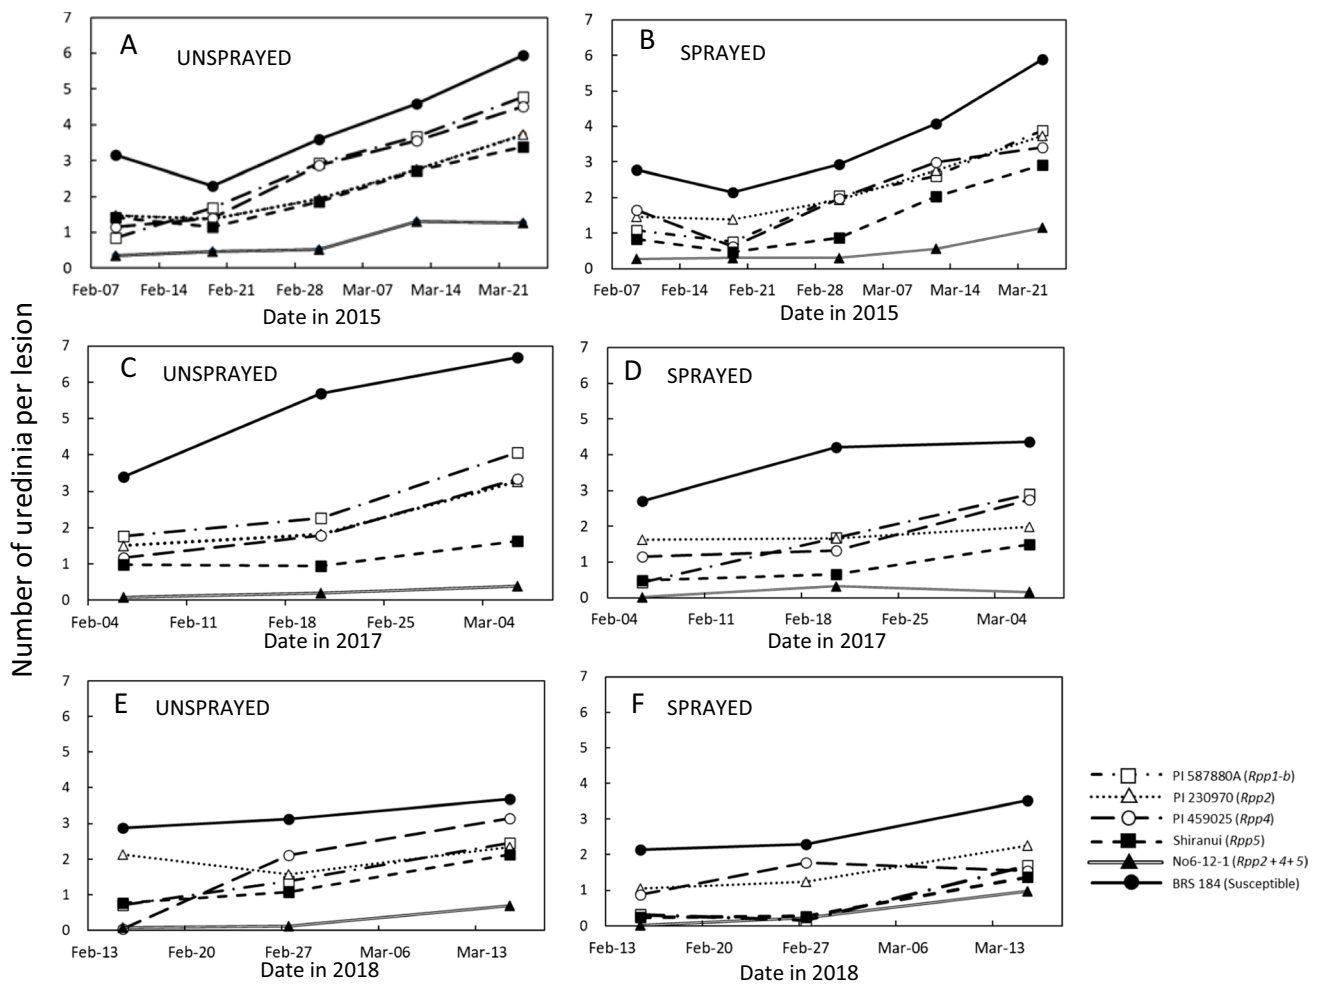 Number of uredinia per lesion
7
6
5
4
3
2
1
0
A
UNSPRAYED
Feb-07 Feb-14 Feb-21 Feb-28 Mar-07 Mar-14 Mar-21
Date in 2015
7
6
5
4
3
2
1
0
B
SPRAYED
Feb-07 Feb-14 Feb-21 Feb-28 Mar-07 Mar-14 Mar-21
Date in 2015
7
6
5
4
3
2
1
0
C
UNSPRAYED
Feb-04 Feb-11 Feb-18 Feb-25 Mar-04
Date in 2017
7
6
5
4
3
2
1
0
D
SPRAYED
Feb-04 Feb-11 Feb-18 Feb-25 Mar-04
Date in 2017
7
6
5
4
3
2
1
0
E
UNSPRAYED
Feb-13 Feb-20 Feb-27 Mar-06 Mar-13
Date in 2018
7
6
5
4
3
2
1
0
F
SPRAYED
Feb-13 Feb-20 Feb-27 Mar-06 Mar-13
Date in 2018
PI 587880A (Rpp1-b)
PI 230970 (Rpp2)
PI 459025 (Rpp4)
Shiranui (Rpp5)
No6-12-1 (Rpp2 + 4 + 5)
BRS 184 (Susceptible)